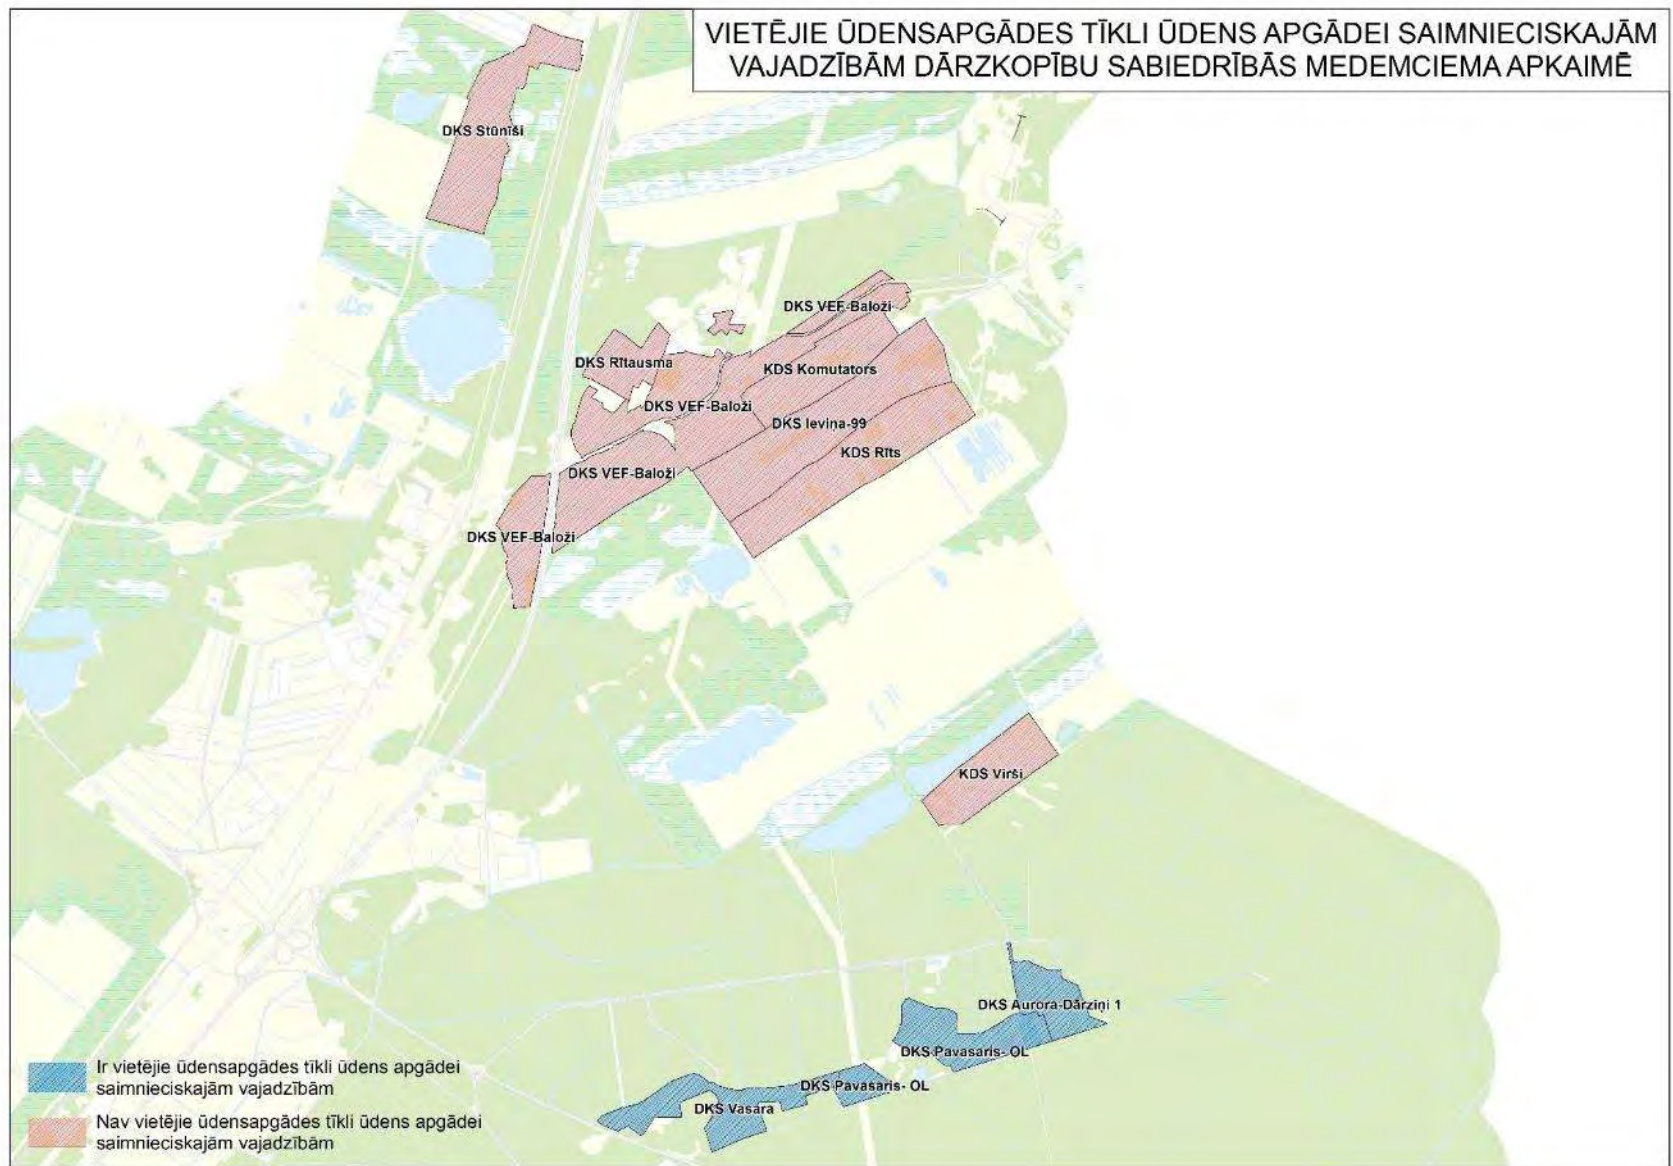 VIETĒJIE ŪDENSAPGĀDES TĪKLI ŪDENS APGĀDEI SAIMNIECISKAJĀM
VAJADZĪBĀM DĀRZKOPĪBU SABIEDRĪBĀS MEDEMCIEMA APKAIMĒ
DKS Stūnīši
DKS VEF-Baloži
DKS Rītausma
KDS Komutators
DKS VEF-Baloži
DKS Ieviņa-99
KDS Rīts
DKS VEF-Baloži
DKS VEF-Baloži
KDS Virši
DKS Aurora-Dārziņi 1
DKS Pavasaris- OL
DKS Pavasaris- OL
DKS Vasara
Ir vietējie ūdensapgādes tīkli ūdens apgādei
saimnieciskajām vajadzībām
Nav vietējie ūdensapgādes tīkli ūdens apgādei
saimnieciskajām vajadzībām